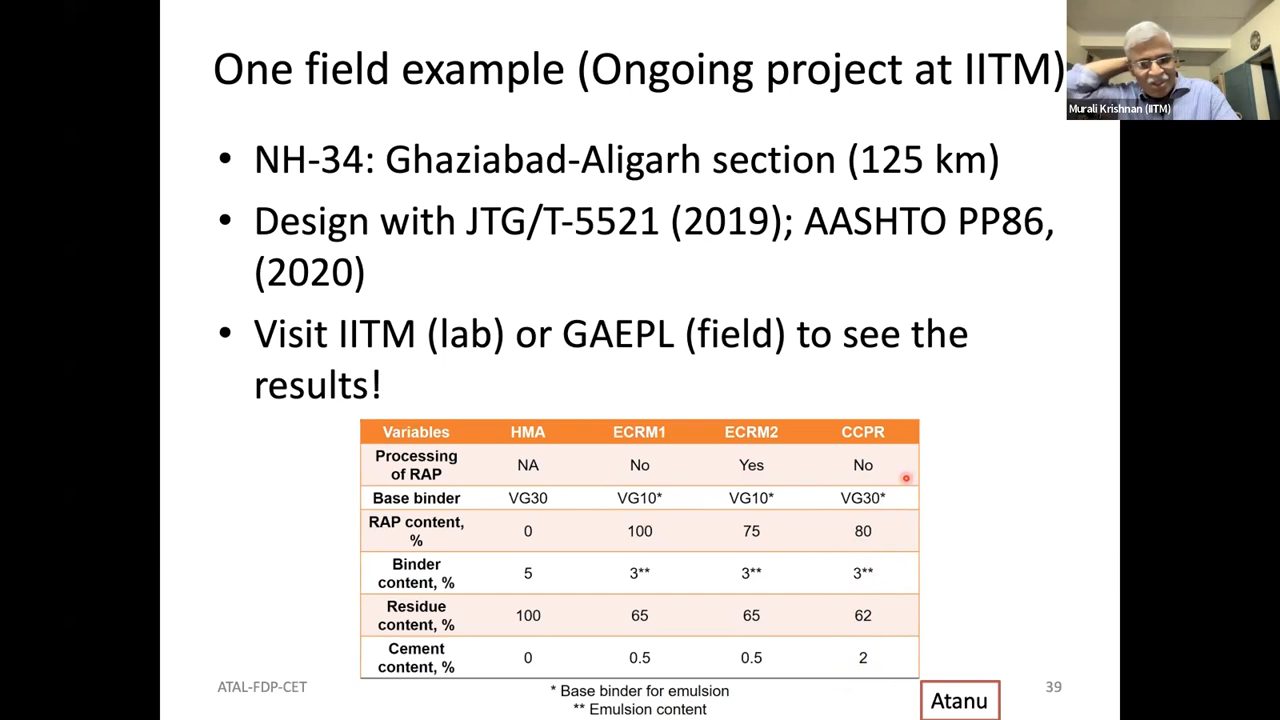 One field example (Ongoing project at IITM)
Murali Krishnan (IITM)
• NH-34: Ghaziabad-Aligarh section (125 km)
• Design with JTG/T-5521 (2019); AASHTO PP86,
(2020)
• Visit IITM (lab) or GAEPL (field) to see the
results!
Variables HMA ECRM1 ECRM2 CCPR
Processing
of RAP NA No Yes No
Base binder VG30 VG10* VG10* VG30*
RAP content,
% 0 100 75 80
Binder
content, % 5 3** 3** 3**
Residue
content, % 100 65 65 62
Cement
content, % 0 0.5 0.5 2
* Base binder for emulsion
** Emulsion content
ATAL-FDP-CET
Atanu
39